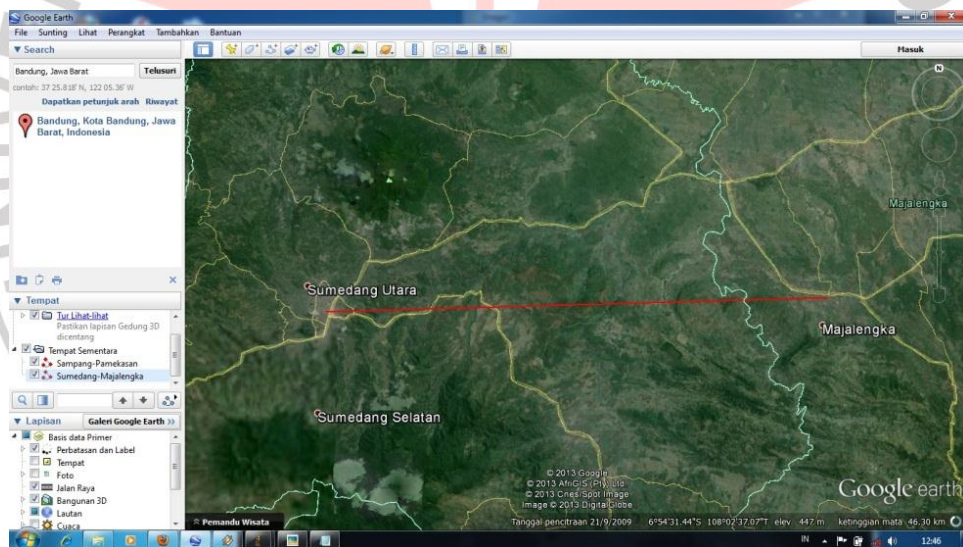 Google Earth
File Sunting Lihat Perangkat Tambahkan Bantuan
Search
Masuk
Bandung, Jawa Barat
Telusuri
contoh: 37 25.818' N, 122 05.36' W
Dapatkan petunjuk arah Riwayat
Bandung, Kota Bandung, Jawa
Barat, Indonesia
Tempat
Tur Lihat-lihat
Pastikan lapisan Gedung 3D
dicentang
Tempat Sementara
Sampang-Pamekasan
Sumedang-Majalengka
Lapisan
Galeri Google Earth >>
Basis data Primer
Perbatasan dan Label
Tempat
Foto
Jalan Raya
Bangunan 3D
Lautan
Cuaca
N
Majalengka
Sumedang Utara
Majalengka
Sumedang Selatan
© 2013 Google
© 2013 AfriGIS (Pty) Ltd.
© 2013 Cnes/Spot Image
Image © 2013 DigitalGlobe
Google earth
Pemandu Wisata
Tanggal pencitraan 21/9/2009 6°54'31.44"S 108°02'37.07"T elev 447 m ketinggian mata 46.30 km
IN
12:46